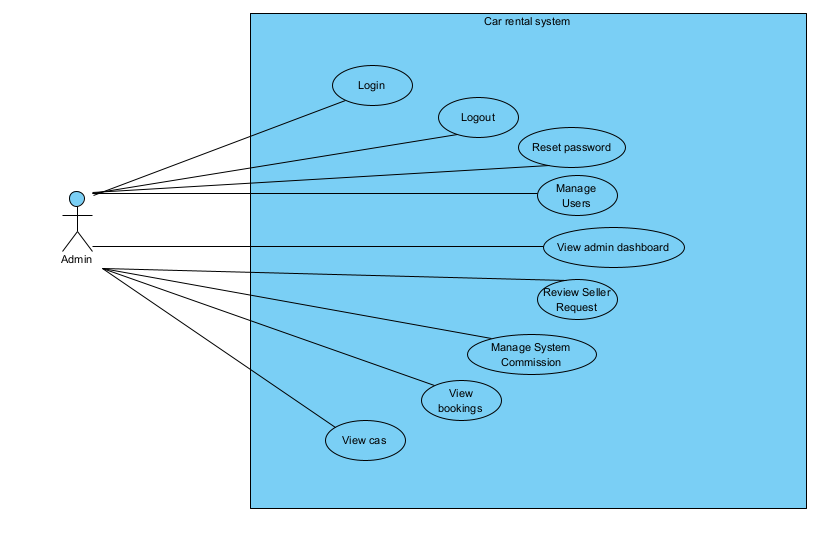 Car rental system
Login
Logout
Reset password
Manage
Users
Admin
View admin dashboard
Review Seller
Request
Manage System
Commission
View
bookings
View cas